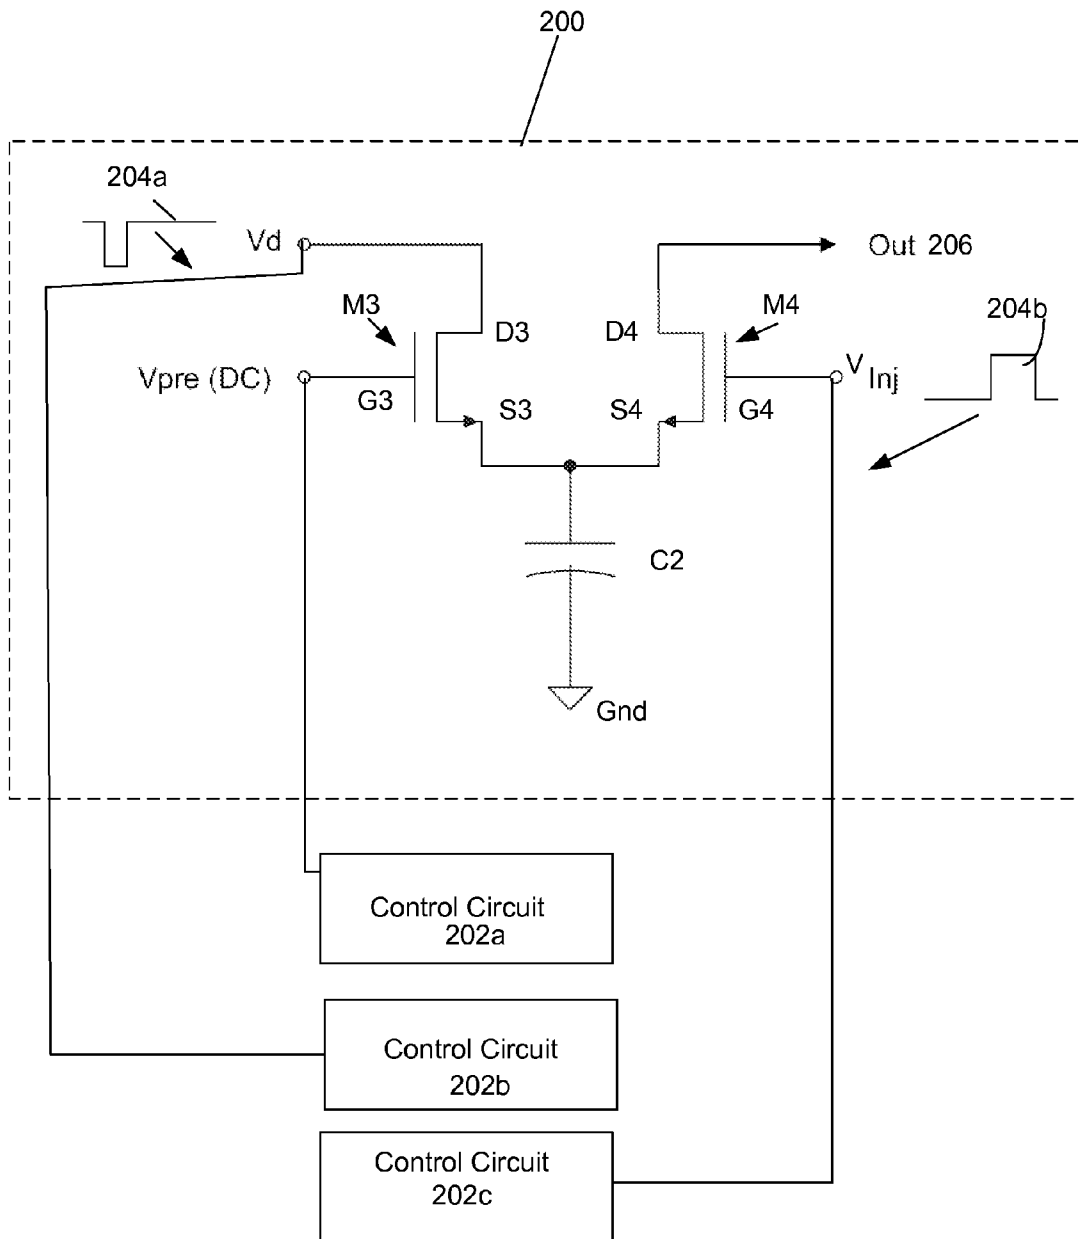 200
204a
Vd
Out 206
M3
M4
204b
D3
D4
Vpre (DC)
V Inj
G3
S3
S4
G4
C2
Gnd
Control Circuit
202a
Control Circuit
202b
Control Circuit
202c